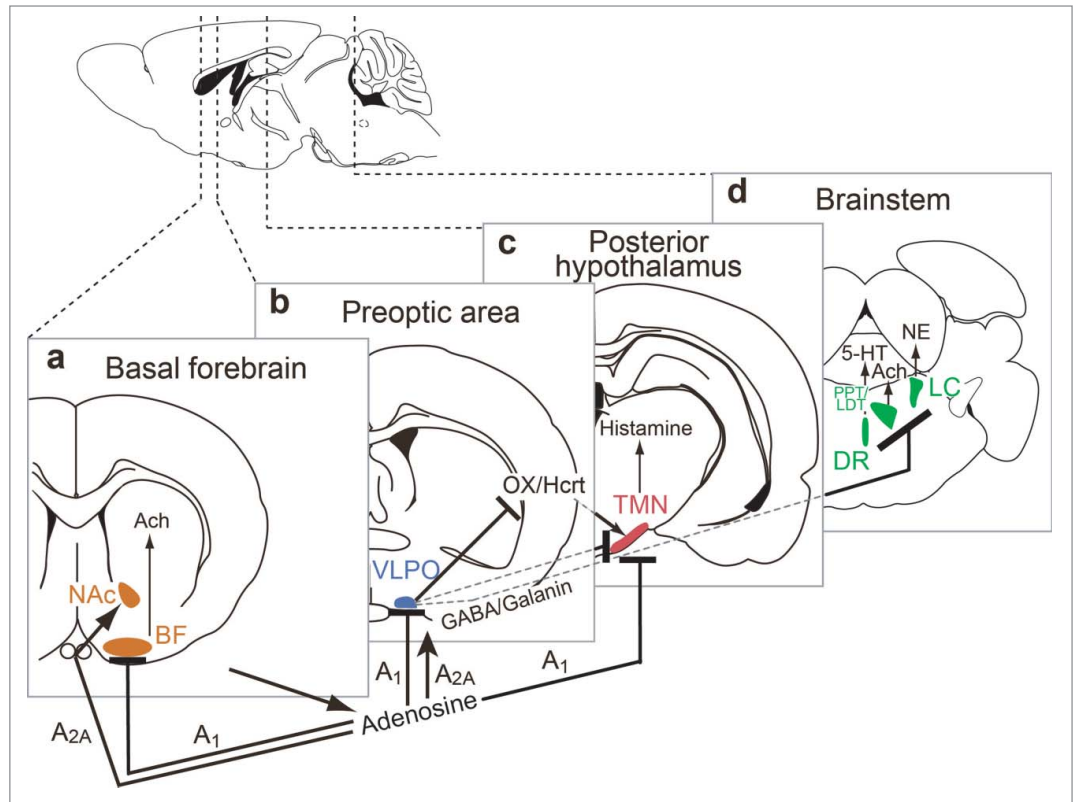 d
Brainstem
NE
5-HT
Ach
PPT/
LDT
LC
DR
c
Posterior
hypothalamus
Histamine
TMN
b
Preoptic area
OX/Hcrt
VLPO
GABA/Galanin
a
Basal forebrain
Ach
NAc
BF
A1
A2A
A1
Adenosine
A2A
A1